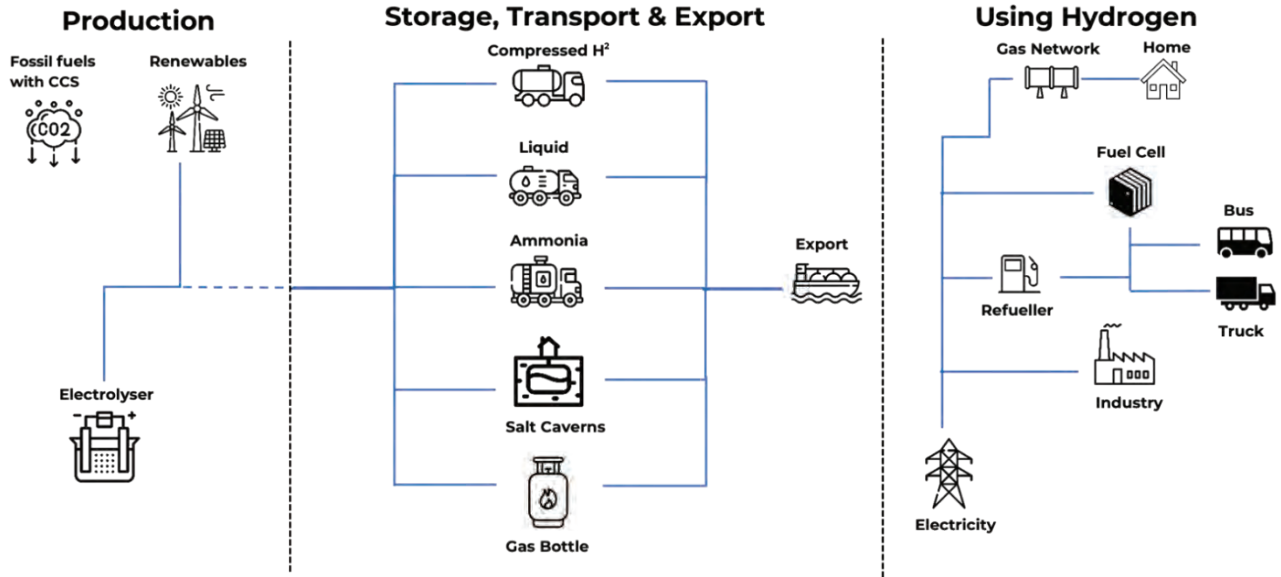 Production
Fossil fuels
with CCS
CO2
Renewables
Electrolyser
- +
Storage, Transport & Export
Compressed H²
Liquid
Ammonia
Salt Caverns
Gas Bottle
Export
Using Hydrogen
Gas Network
Home
Fuel Cell
Bus
Refueller
Truck
Industry
Electricity